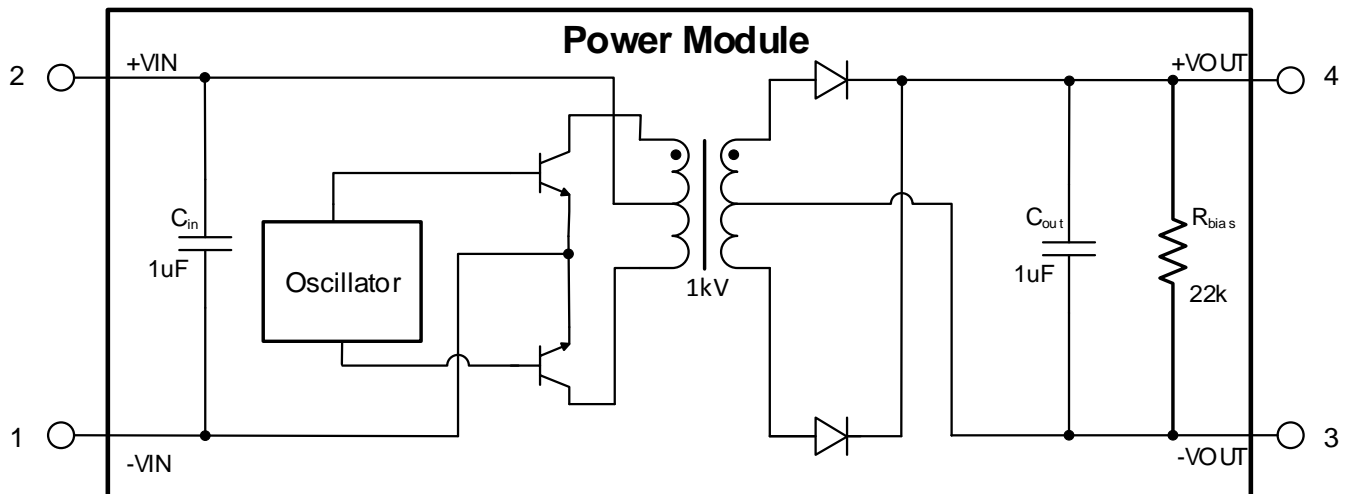 Power Module
2
+VIN
+VOUT
4
Cin
1uF
Oscillator
1kV
Cout
1uF
Rbias
22k
1
-VIN
-VOUT
3